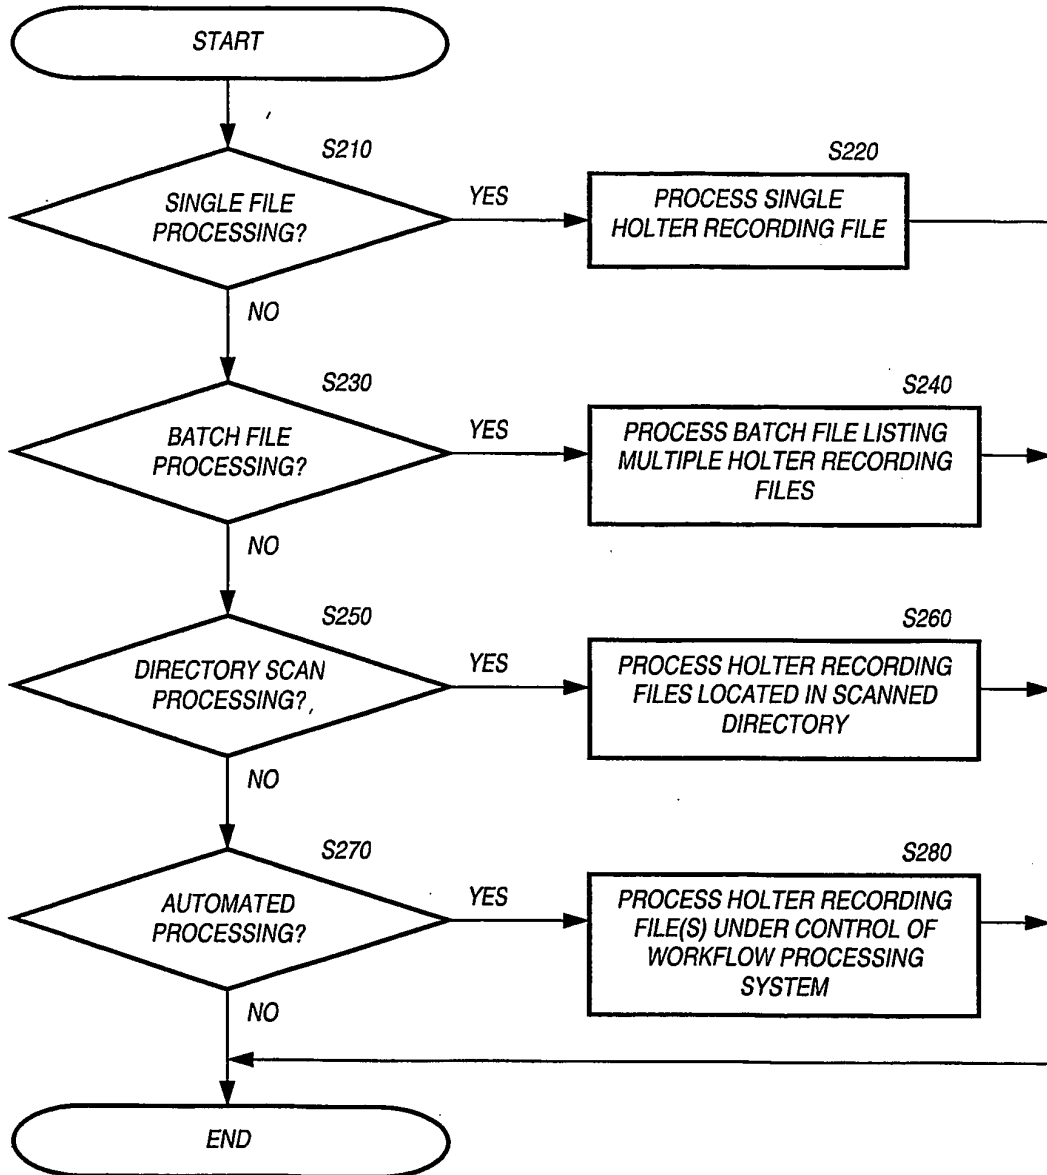 START
S210
SINGLE FILE
PROCESSING?
YES
S220
PROCESS SINGLE
HOLTER RECORDING FILE
NO
S230
BATCH FILE
PROCESSING?
YES
S240
PROCESS BATCH FILE LISTING
MULTIPLE HOLTER RECORDING
FILES
NO
S250
DIRECTORY SCAN
PROCESSING?
YES
S260
PROCESS HOLTER RECORDING
FILES LOCATED IN SCANNED
DIRECTORY
NO
S270
AUTOMATED
PROCESSING?
YES
S280
PROCESS HOLTER RECORDING
FILE(S) UNDER CONTROL OF
WORKFLOW PROCESSING
SYSTEM
NO
END